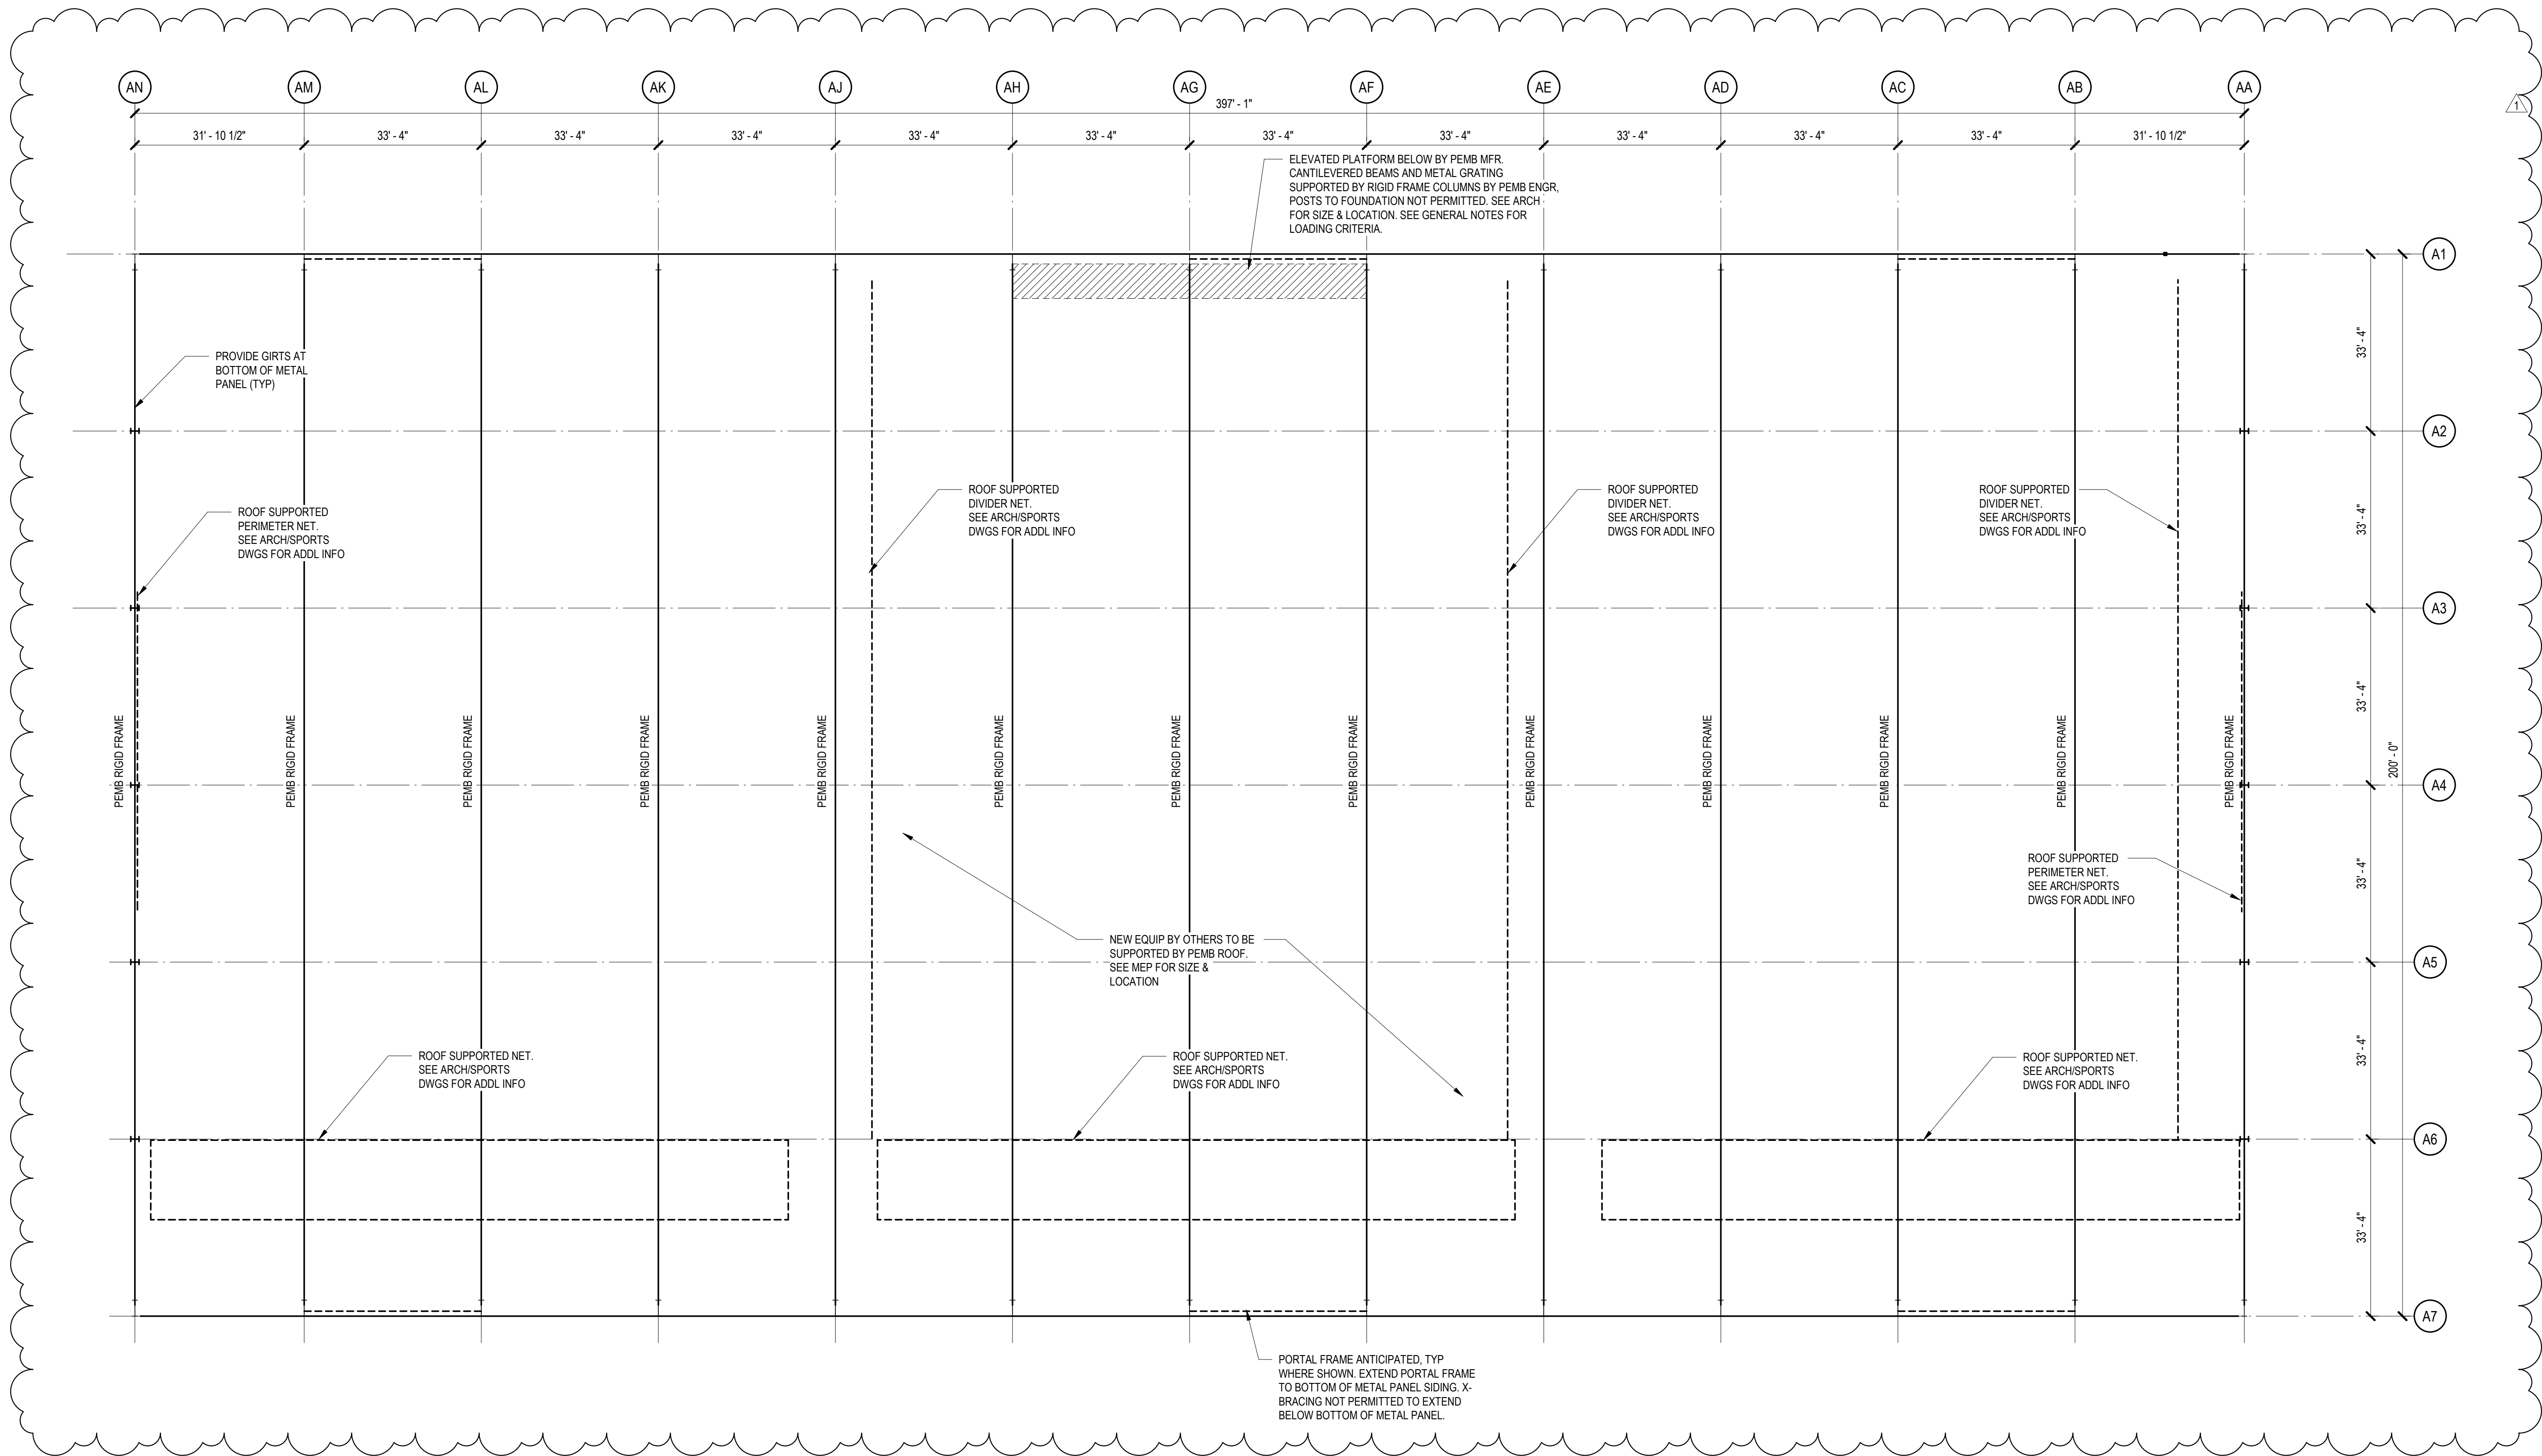 AN
AM
AL
AK
AJ
AH
AG
AF
AE
AD
AC
AB
AA
397' - 1"
1
31' - 10 1/2"
33' - 4"
33' - 4"
33' - 4"
33' - 4"
33' - 4"
33' - 4"
33' - 4"
33' - 4"
33' - 4"
33' - 4"
31' - 10 1/2"
ELEVATED PLATFORM BELOW BY PEMB MFR.
CANTILEVERED BEAMS AND METAL GRATING
SUPPORTED BY RIGID FRAME COLUMNS BY PEMB ENGR,
POSTS TO FOUNDATION NOT PERMITTED. SEE ARCH
FOR SIZE & LOCATION. SEE GENERAL NOTES FOR
LOADING CRITERIA.
A1
33' - 4"
PROVIDE GIRTS AT
BOTTOM OF METAL
PANEL (TYP)
A2
ROOF SUPPORTED
PERIMETER NET.
SEE ARCH/SPORTS
DWGS FOR ADDL INFO
ROOF SUPPORTED
DIVIDER NET.
SEE ARCH/SPORTS
DWGS FOR ADDL INFO
ROOF SUPPORTED
DIVIDER NET.
SEE ARCH/SPORTS
DWGS FOR ADDL INFO
ROOF SUPPORTED
DIVIDER NET.
SEE ARCH/SPORTS
DWGS FOR ADDL INFO
33' - 4"
A3
33' - 4"
PEMB RIGID FRAME
PEMB RIGID FRAME
PEMB RIGID FRAME
PEMB RIGID FRAME
PEMB RIGID FRAME
PEMB RIGID FRAME
PEMB RIGID FRAME
PEMB RIGID FRAME
PEMB RIGID FRAME
PEMB RIGID FRAME
PEMB RIGID FRAME
PEMB RIGID FRAME
PEMB RIGID FRAME
200' - 0"
A4
33' - 4"
ROOF SUPPORTED
PERIMETER NET.
SEE ARCH/SPORTS
DWGS FOR ADDL INFO
NEW EQUIP BY OTHERS TO BE
SUPPORTED BY PEMB ROOF.
SEE MEP FOR SIZE &
LOCATION
A5
33' - 4"
ROOF SUPPORTED NET.
SEE ARCH/SPORTS
DWGS FOR ADDL INFO
ROOF SUPPORTED NET.
SEE ARCH/SPORTS
DWGS FOR ADDL INFO
ROOF SUPPORTED NET.
SEE ARCH/SPORTS
DWGS FOR ADDL INFO
A6
33' - 4"
A7
PORTAL FRAME ANTICIPATED, TYP
WHERE SHOWN. EXTEND PORTAL FRAME
TO BOTTOM OF METAL PANEL SIDING. X-
BRACING NOT PERMITTED TO EXTEND
BELOW BOTTOM OF METAL PANEL.